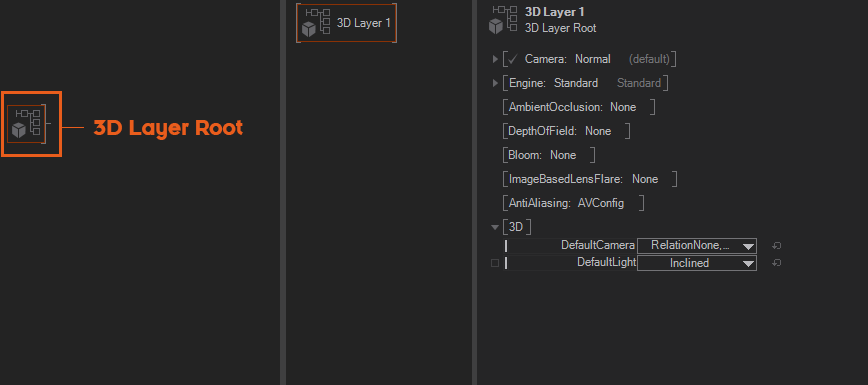 3D Layer Root
3D Layer 1
3D Layer 1
3D Layer Root
Camera: Normal (default)
Engine: Standard Standard
AmbientOcclusion: None
DepthOfField: None
Bloom: None
ImageBasedLensFlare: None
AntiAliasing: AVConfig
3D
DefaultCamera RelationNone,...
DefaultLight Inclined